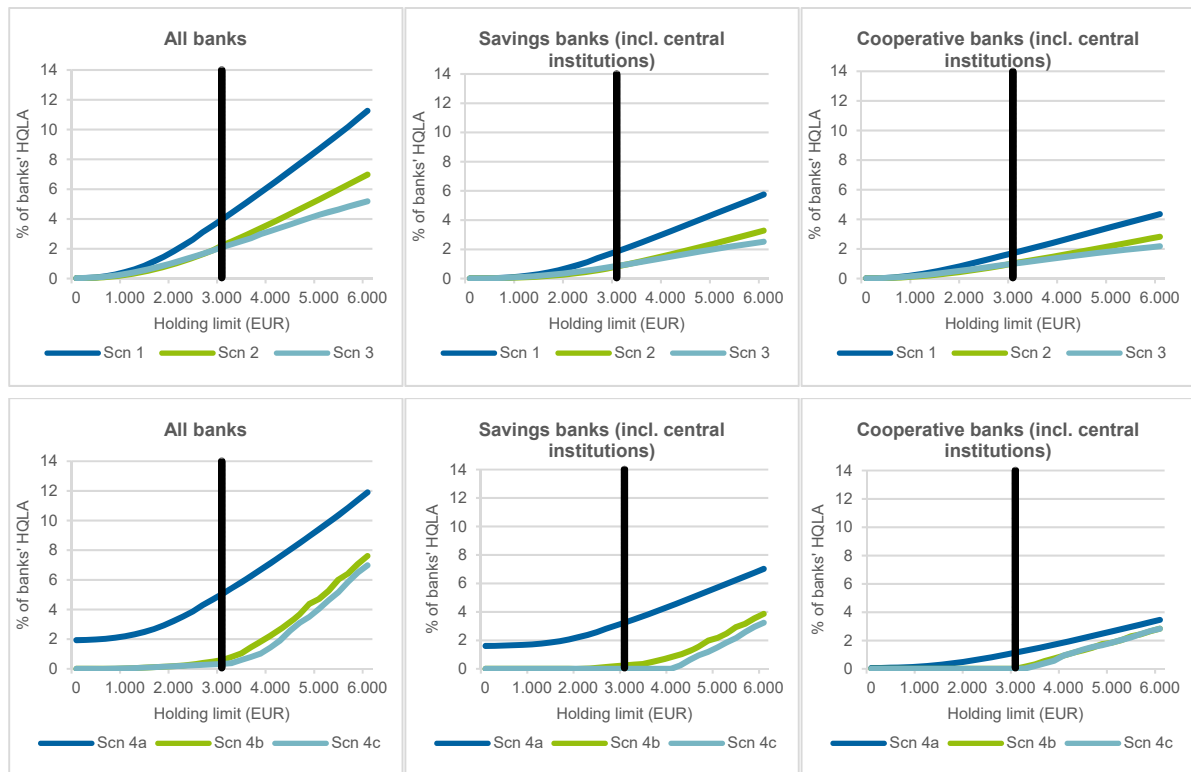 All banks
14
12
10
8
6
4
2
0
% of banks' HQLA
0 1.000 2.000 3.000 4.000 5.000 6.000
Holding limit (EUR)
Scn 1 Scn 2 Scn 3
Savings banks (incl. central
institutions)
14
12
10
8
6
4
2
0
% of banks' HQLA
0 1.000 2.000 3.000 4.000 5.000 6.000
Holding limit (EUR)
Scn 1 Scn 2 Scn 3
Cooperative banks (incl. central
institutions)
14
12
10
8
6
4
2
0
% of banks' HQLA
0 1.000 2.000 3.000 4.000 5.000 6.000
Holding limit (EUR)
Scn 1 Scn 2 Scn 3
All banks
14
12
10
8
6
4
2
0
% of banks' HQLA
0 1.000 2.000 3.000 4.000 5.000 6.000
Holding limit (EUR)
Scn 4a Scn 4b Scn 4c
Savings banks (incl. central
institutions)
14
12
10
8
6
4
2
0
% of banks' HQLA
0 1.000 2.000 3.000 4.000 5.000 6.000
Holding limit (EUR)
Scn 4a Scn 4b Scn 4c
Cooperative banks (incl. central
institutions)
14
12
10
8
6
4
2
0
% of banks' HQLA
0 1.000 2.000 3.000 4.000 5.000 6.000
Holding limit (EUR)
Scn 4a Scn 4b Scn 4c